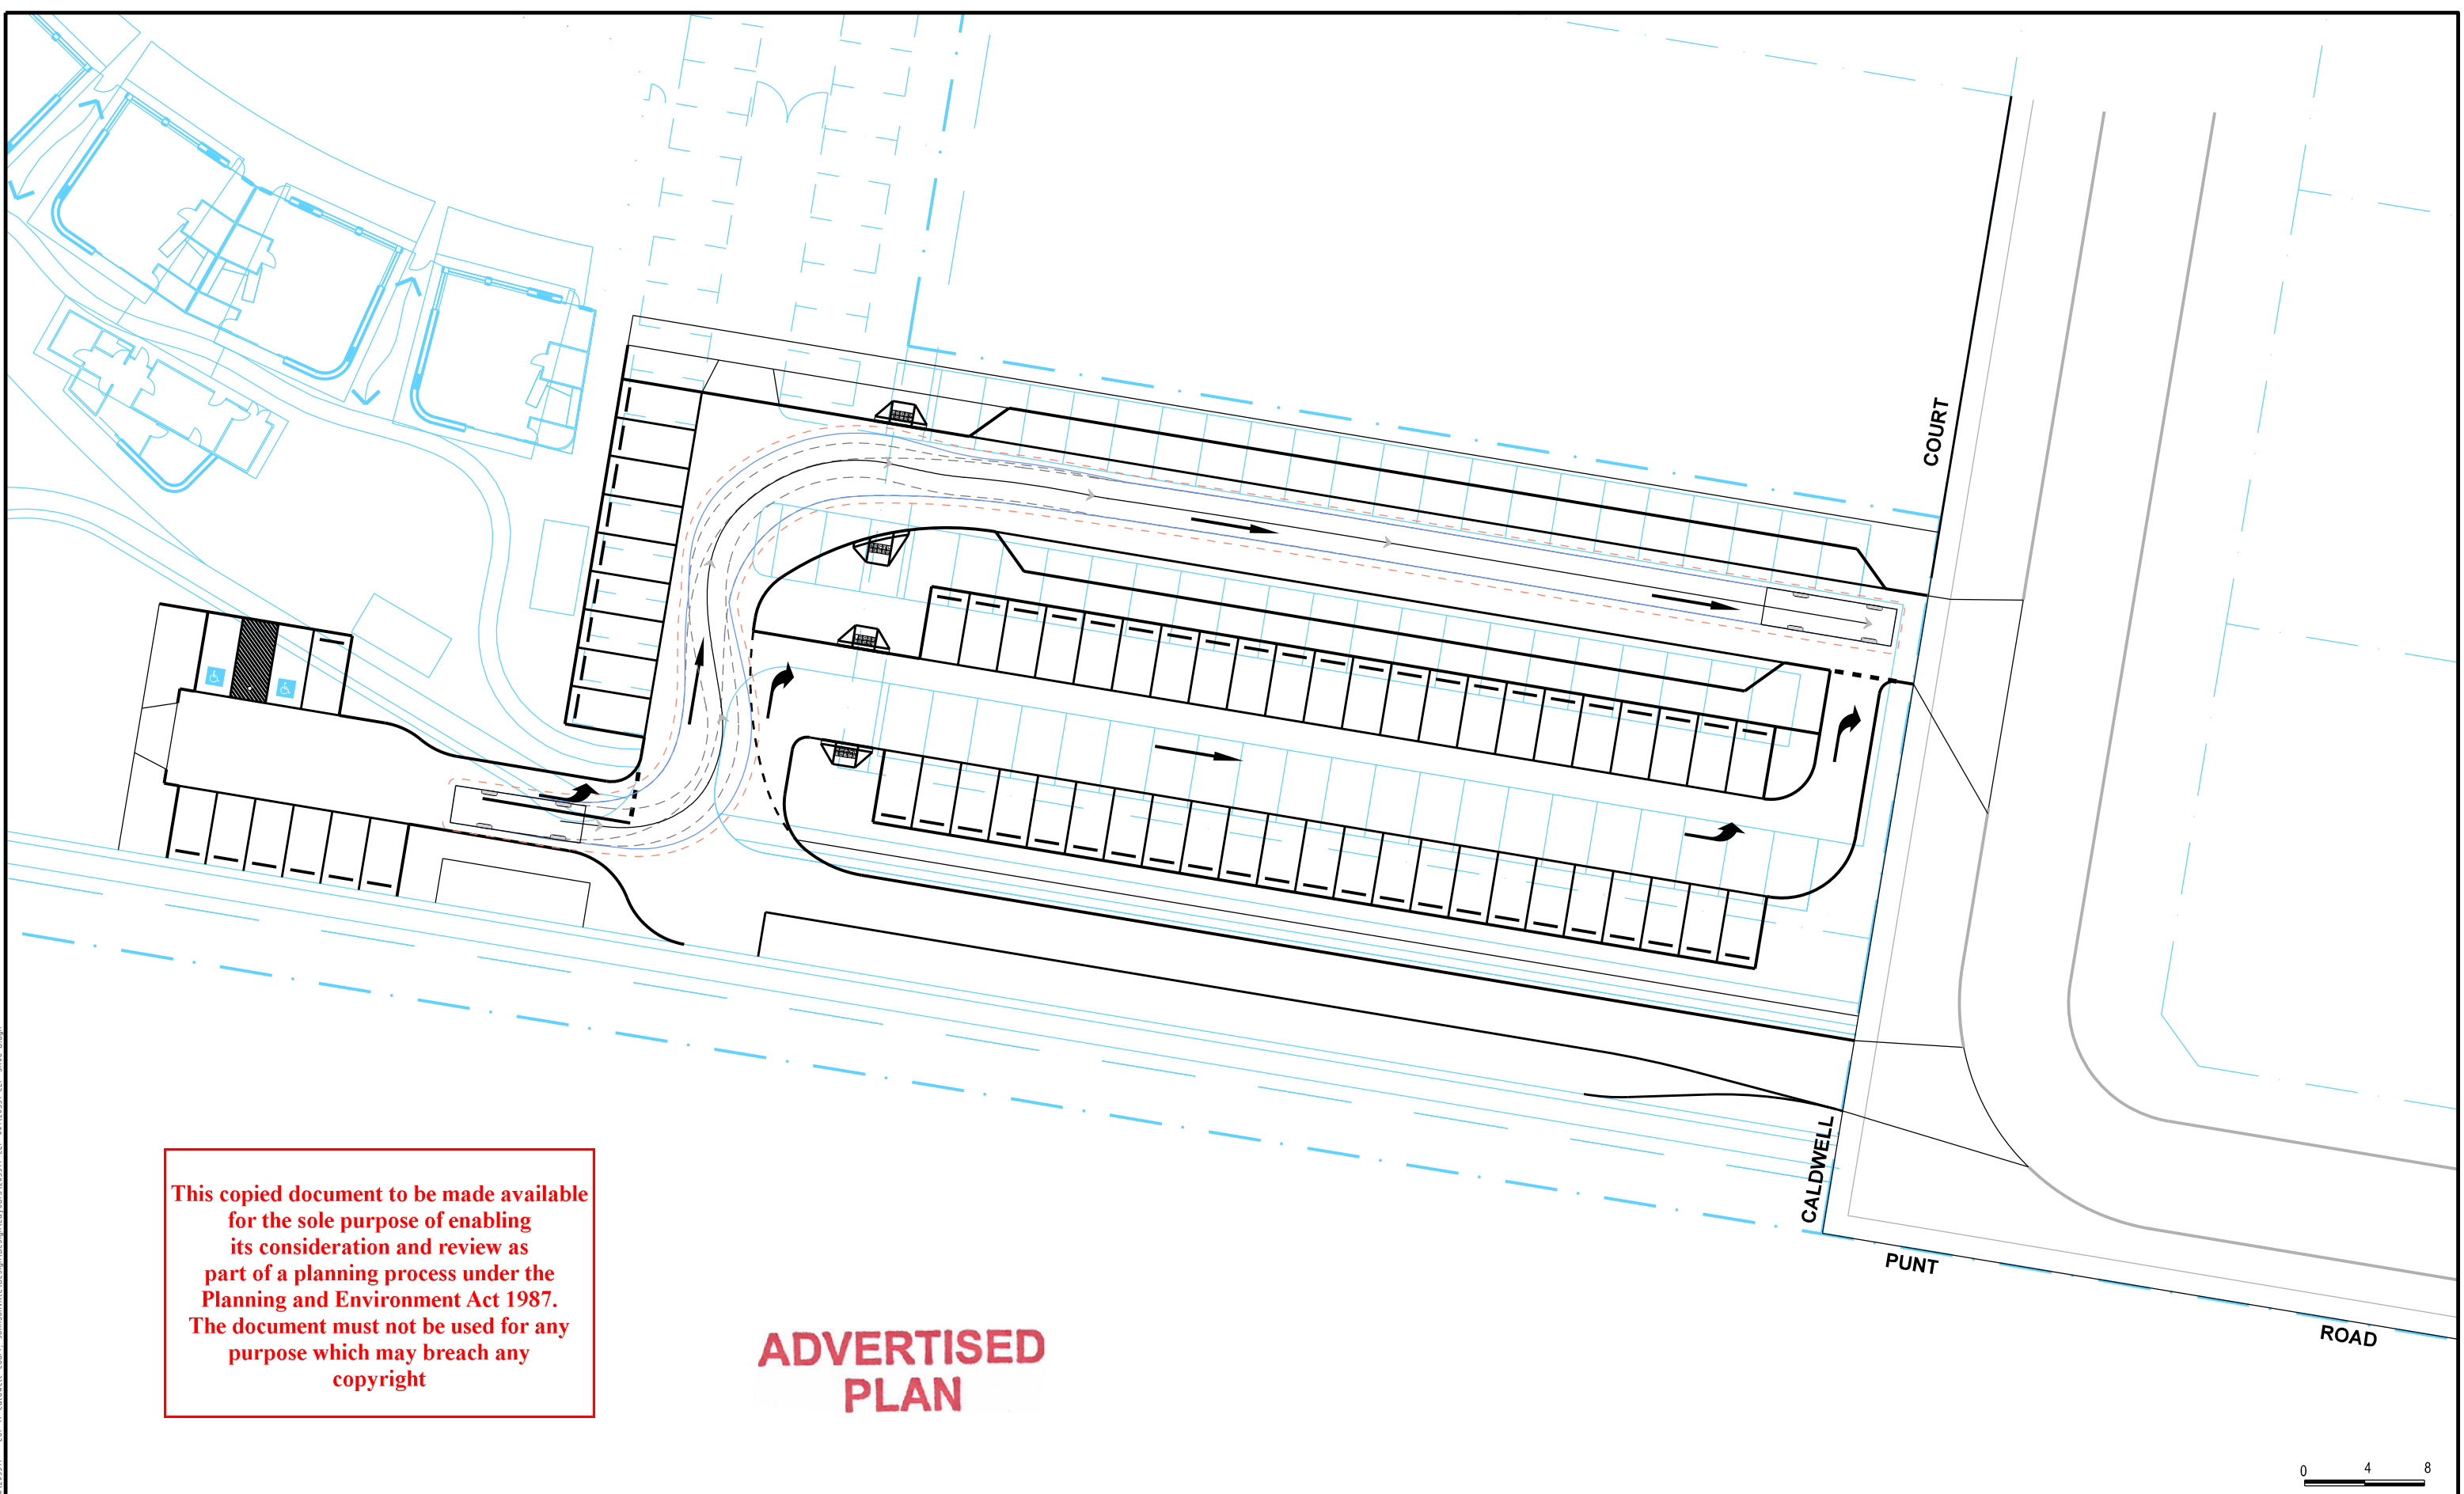 COURT
CALDWELL
PUNT
ROAD
This copied document to be made available
for the sole purpose of enabling
its consideration and review as
part of a planning process under the
Planning and Environment Act 1987.
The document must not be used for any
purpose which may breach any
copyright
ADVERTISED
PLAN
0 4 8